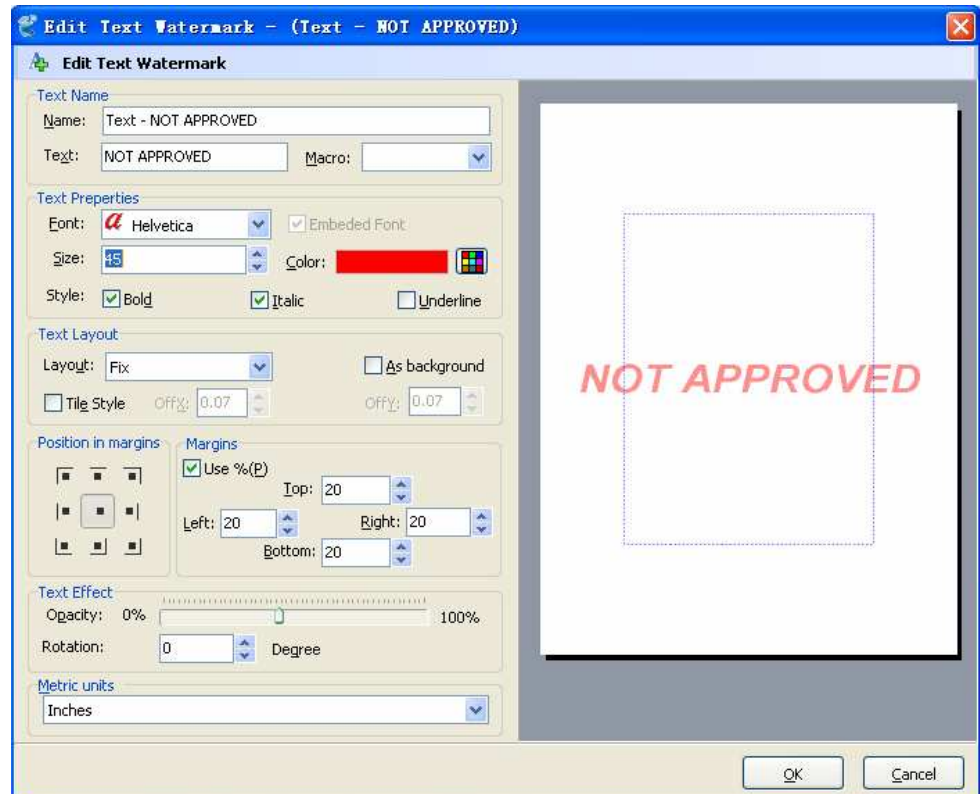 Edit Text Watermark - (Text - NOT APPROVED)
Edit Text Watermark
Text Name
Name: Text - NOT APPROVED
Text: NOT APPROVED Macro:
Text Preperties
Font: a Helvetica Embeded Font
Size: 45 Color:
Style: Bold Italic Underline
Text Layout
Layout: Fix As background
Tile Style OffX: 0.07 OffY: 0.07
Position in margins Margins
Use %(P)
Top: 20
Left: 20 Right: 20
Bottom: 20
Text Effect
Opacity: 0% 100%
Rotation: 0 Degree
Metric units
Inches
NOT APPROVED
OK Cancel